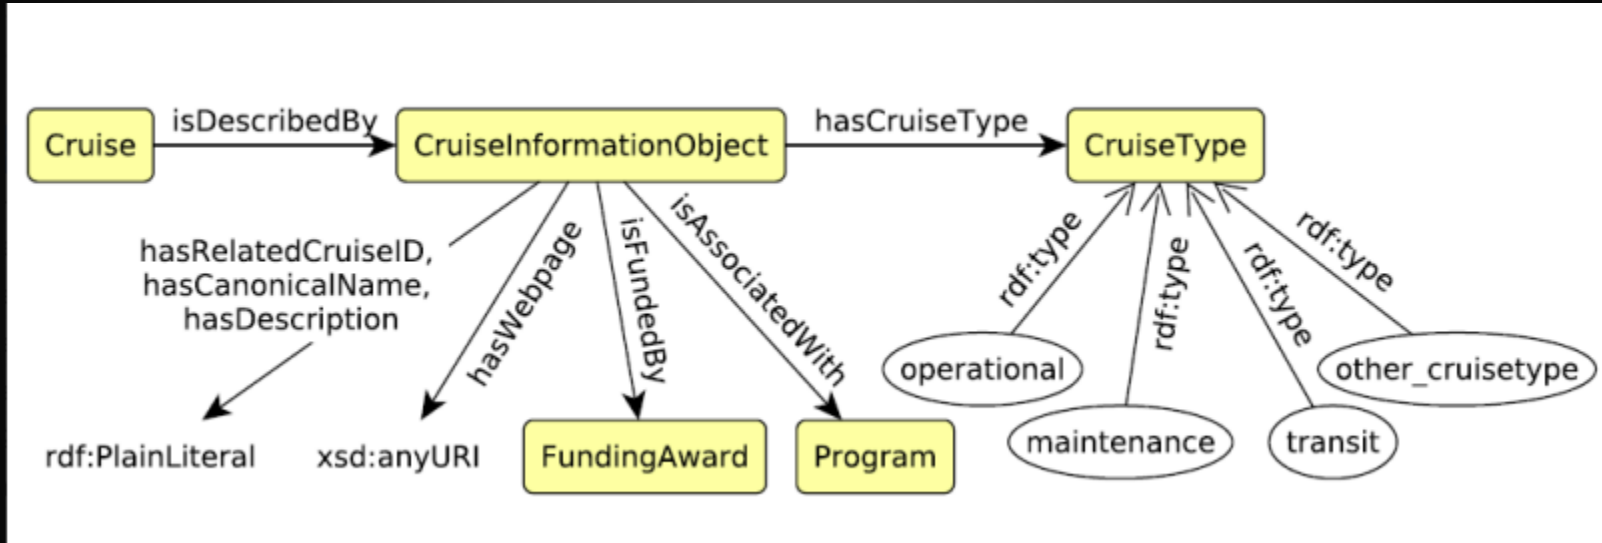 isDescribedBy
hasCruiseType
Cruise
CruiseInformationObject
CruiseType
hasRelatedCruiseID,
hasCanonicalName,
hasDescription
hasWebpage
isFundedBy
isAssociatedWith
rdf:type
rdf:type
rdf:type
rdf:type
operational
other_cruisetype
maintenance
transit
rdf:PlainLiteral
xsd:anyURI
FundingAward
Program